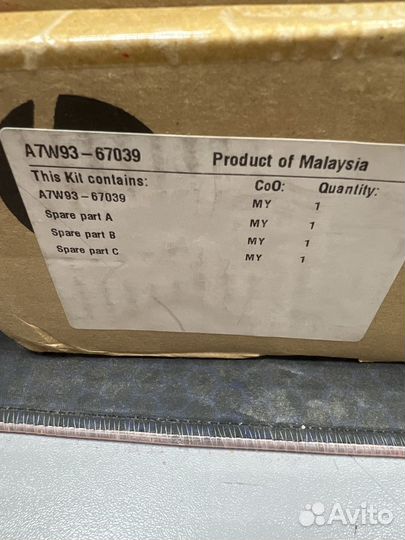 A7W93-67039 Product of Malaysia
This Kit contains: CoO: Quantity:
A7W93-67039 MY 1
Spare part A MY 1
Spare part B MY 1
Spare part C MY 1
Avito